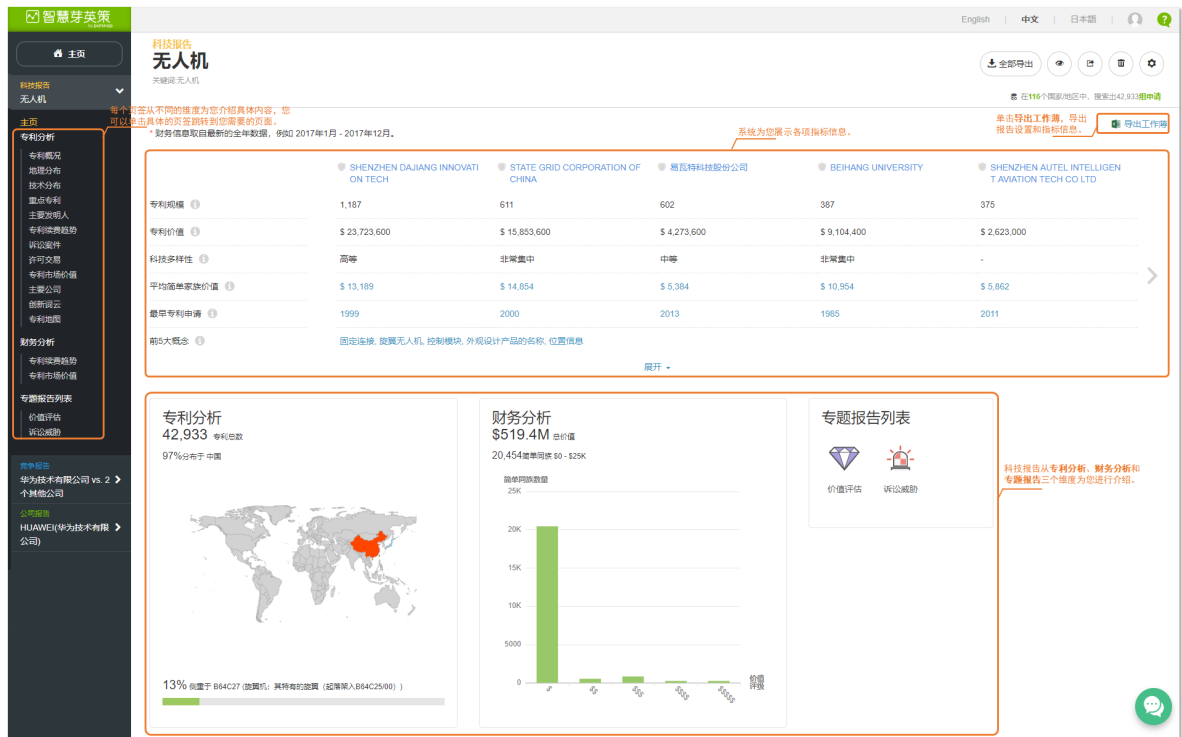 智慧芽英策
by patsnap
English
中文
日本語
?
主页
科技报告
无人机
主页
专利分析
专利概况
地理分布
技术分布
重点专利
主要发明人
专利续费趋势
诉讼案件
许可交易
专利市场价值
主要公司
创新词云
专利地图
财务分析
专利续费趋势
专利市场价值
专题报告列表
价值评估
诉讼威胁
竞争报告
华为技术有限公司 vs. 2
个其他公司
公司报告
HUAWEI(华为技术有限
公司)
科技报告
无人机
关键词:无人机
全部导出
在116个国家/地区中，搜索出42,933组申请
每个页签从不同的维度为您介绍具体内容，您
可以单击具体的页签跳转到您需要的页面。
* 财务信息取自最新的全年数据，例如 2017年1月 - 2017年12月。
系统为您展示各项指标信息。
单击导出工作薄，导出
报告设置和指标信息。
导出工作薄
SHENZHEN DAJIANG INNOVATI
ON TECH
STATE GRID CORPORATION OF
CHINA
易瓦特科技股份公司
BEIHANG UNIVERSITY
SHENZHEN AUTEL INTELLIGEN
T AVIATION TECH CO LTD
专利规模 1,187 611 602 387 375
专利价值 $ 23,723,600 $ 15,853,600 $ 4,273,600 $ 9,104,400 $ 2,623,000
科技多样性 高等 非常集中 中等 非常集中 -
平均简单家族价值 $ 13,189 $ 14,854 $ 5,384 $ 10,954 $ 5,862
最早专利申请 1999 2000 2013 1985 2011
前5大概念 固定连接, 旋翼无人机, 控制模块, 外观设计产品的名称, 位置信息
展开
专利分析
42,933 专利总数
97%分布于 中国
13% 侧重于 B64C27 (旋翼机；其特有的旋翼（起落架入B64C25/00）)
财务分析
$519.4M 总价值
20,454简单同族 $0 - $25K
简单同族数量
25K
20K
15K
10K
5000
0
$
$$
$$$
$$$$
$$$$$
价值
评级
专题报告列表
价值评估
诉讼威胁
科技报告从专利分析、财务分析和
专题报告三个维度为您进行介绍。